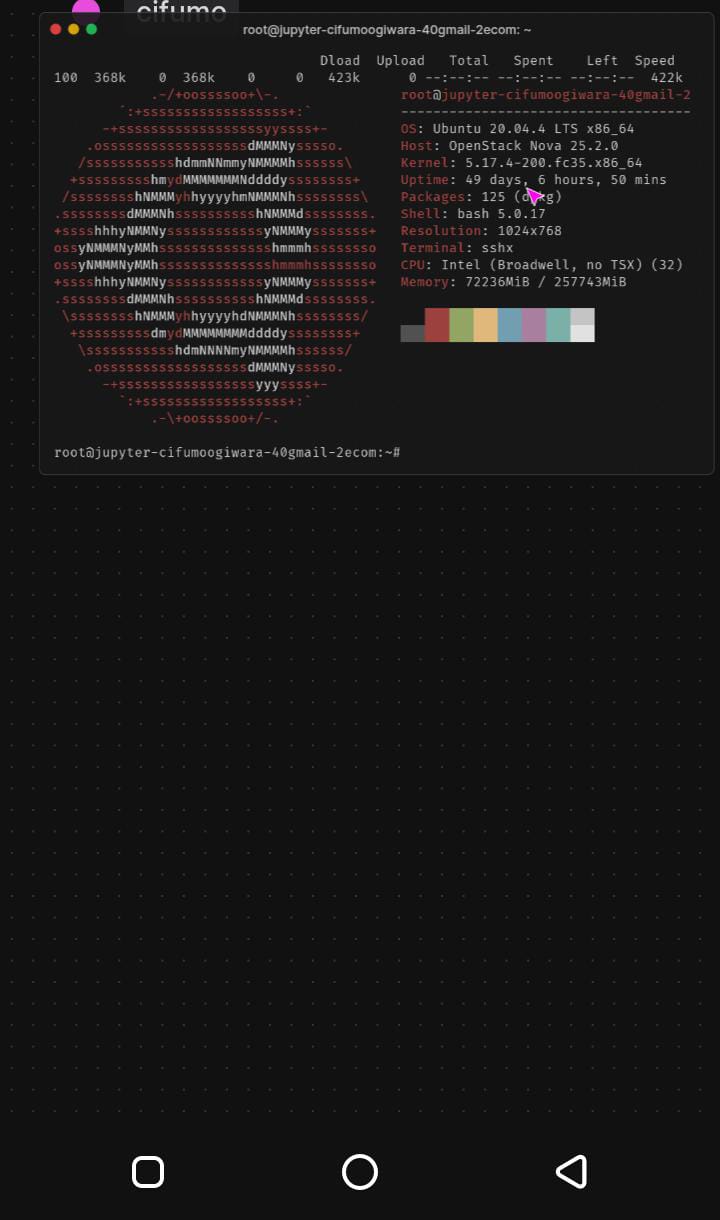 cifumo
root@jupyter-cifumoogiwara-40gmail-2ecom: ~
Dload  Upload   Total   Spent    Left  Speed
100  368k    0  368k    0     0   423k      0 --:--:-- --:--:-- --:--:--  422k
.-/+oossssoo+\-.
root@jupyter-cifumoogiwara-40gmail-2
´:+ssssssssssssssssss+:`
------------------------------------
-+ssssssssssssssssssyyssss+-
OS: Ubuntu 20.04.4 LTS x86_64
.ossssssssssssssssssdMMMNysssso.
Host: OpenStack Nova 25.2.0
/ssssssssssshdmmNNmmyNMMMMhssssss\
Kernel: 5.17.4-200.fc35.x86_64
+ssssssssshmydMMMMMMMNddddyssssssss+
Uptime: 49 days, 6 hours, 50 mins
/sssssssshNMMMyhhyyyyhmNMMMNhssssssss\
Packages: 125 (dpkg)
.ssssssssdMMMNhsssssssssshNMMMdssssssss.
Shell: bash 5.0.17
+sssshhhyNMMNyssssssssssssyNMMMysssssss+
Resolution: 1024x768
ossyNMMMNyMMhsssssssssssssshmmmhssssssso
Terminal: sshx
ossyNMMMNyMMhsssssssssssssshmmmhssssssso
CPU: Intel (Broadwell, no TSX) (32)
+sssshhhyNMMNyssssssssssssyNMMMysssssss+
Memory: 72236MiB / 257743MiB
.ssssssssdMMMNhsssssssssshNMMMdssssssss.
\sssssssshNMMMyhhyyyyhdNMMMNhssssssss/
+sssssssssdmydMMMMMMMMddddyssssssss+
\ssssssssssshdmNNNNmyNMMMMhssssss/
.ossssssssssssssssssdMMMNysssso.
-+sssssssssssssssssyyyssss+-
`:+ssssssssssssssssss+:`
.-\+oossssoo+/-.
root@jupyter-cifumoogiwara-40gmail-2ecom:~#